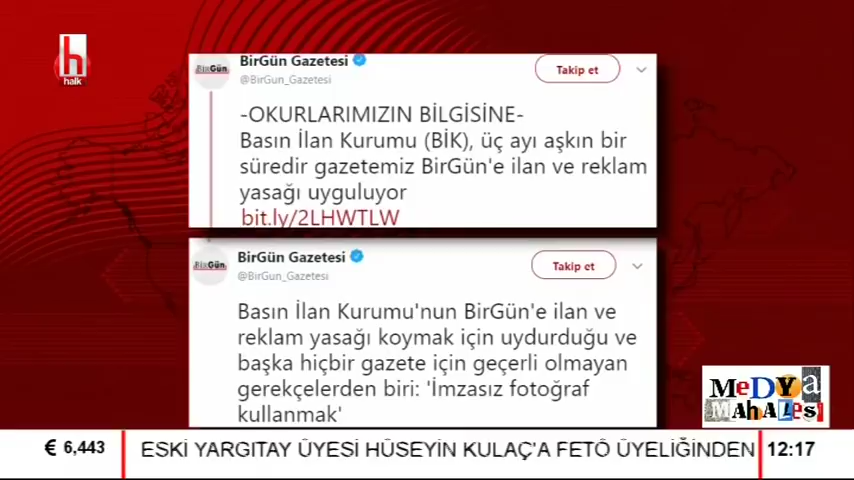 h
halk
BirGün
BirGün Gazetesi
@BirGun_Gazetesi
Takip et
-OKURLARIMIZIN BİLGİSİNE-
Basın İlan Kurumu (BİK), üç ayı aşkın bir
süredir gazetemiz BirGün'e ilan ve reklam
yasağı uyguluyor
bit.ly/2LHWTLW
BirGün
BirGün Gazetesi
@BirGun_Gazetesi
Takip et
Basın İlan Kurumu'nun BirGün'e ilan ve
reklam yasağı koymak için uydurduğu ve
başka hiçbir gazete için geçerli olmayan
gerekçelerden biri: 'İmzasız fotoğraf
kullanmak'
MeDYa
MaHaLLesi
€ 6,443
ESKİ YARGITAY ÜYESİ HÜSEYİN KULAÇ'A FETÖ ÜYELİĞİNDEN
12:17